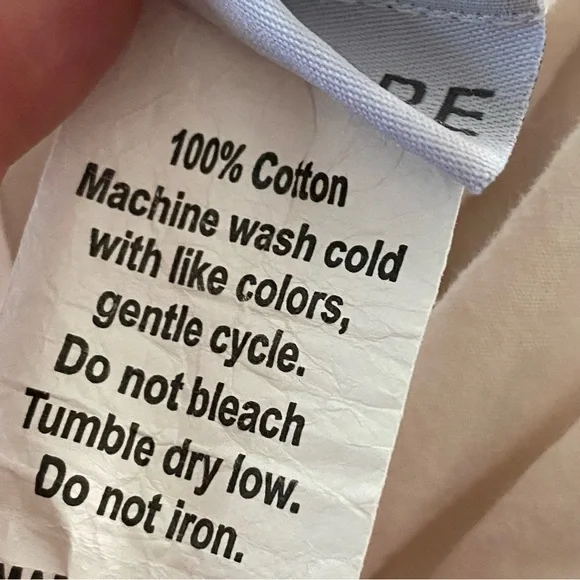 100% Cotton
Machine wash cold
with like colors,
gentle cycle.
Do not bleach
Tumble dry low.
Do not iron.